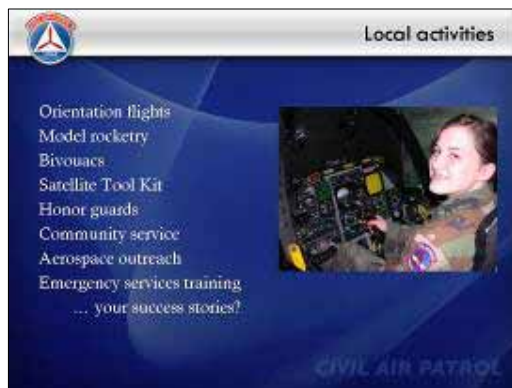 Local activities
Orientation flights
Model rocketry
Bivouacs
Satellite Tool Kit
Honor guards
Community service
Aerospace outreach
Emergency services training
... your success stories?
CIVIL AIR PATROL